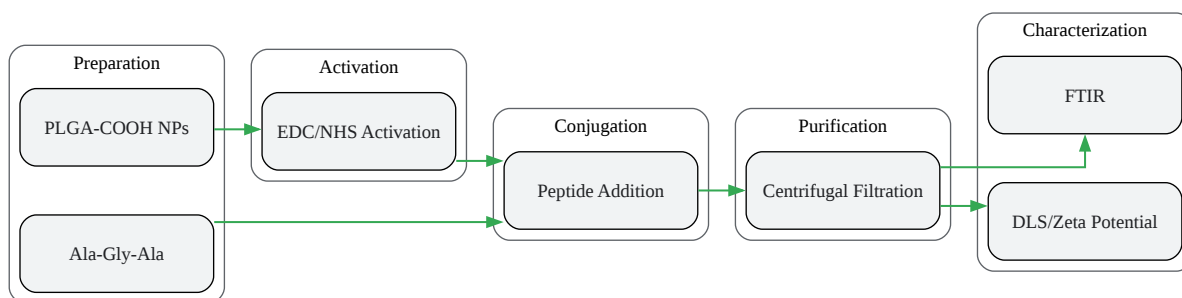 Preparation
PLGA-COOH NPs
Ala-Gly-Ala
Activation
EDC/NHS Activation
Conjugation
Peptide Addition
Purification
Centrifugal Filtration
Characterization
FTIR
DLS/Zeta Potential